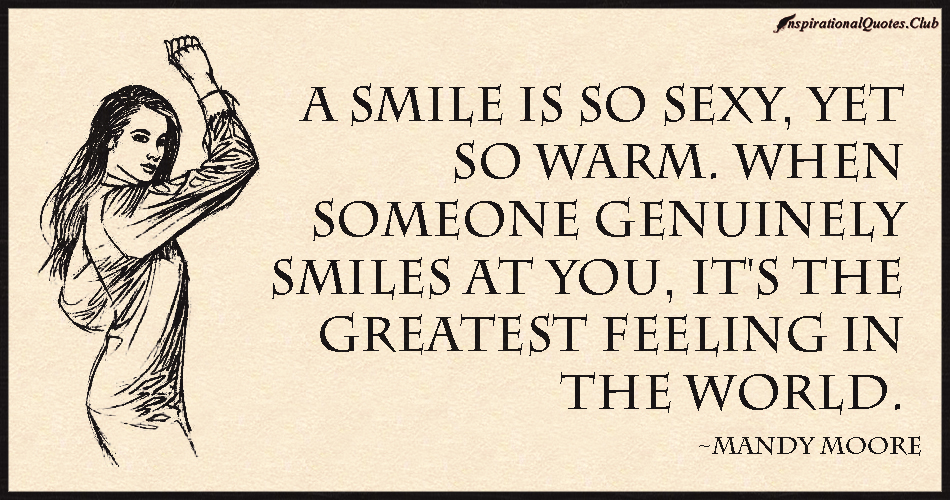 InspirationalQuotes.Club
A SMILE IS SO SEXY, YET
SO WARM. WHEN
SOMEONE GENUINELY
SMILES AT YOU, IT'S THE
GREATEST FEELING IN
THE WORLD.
~MANDY MOORE